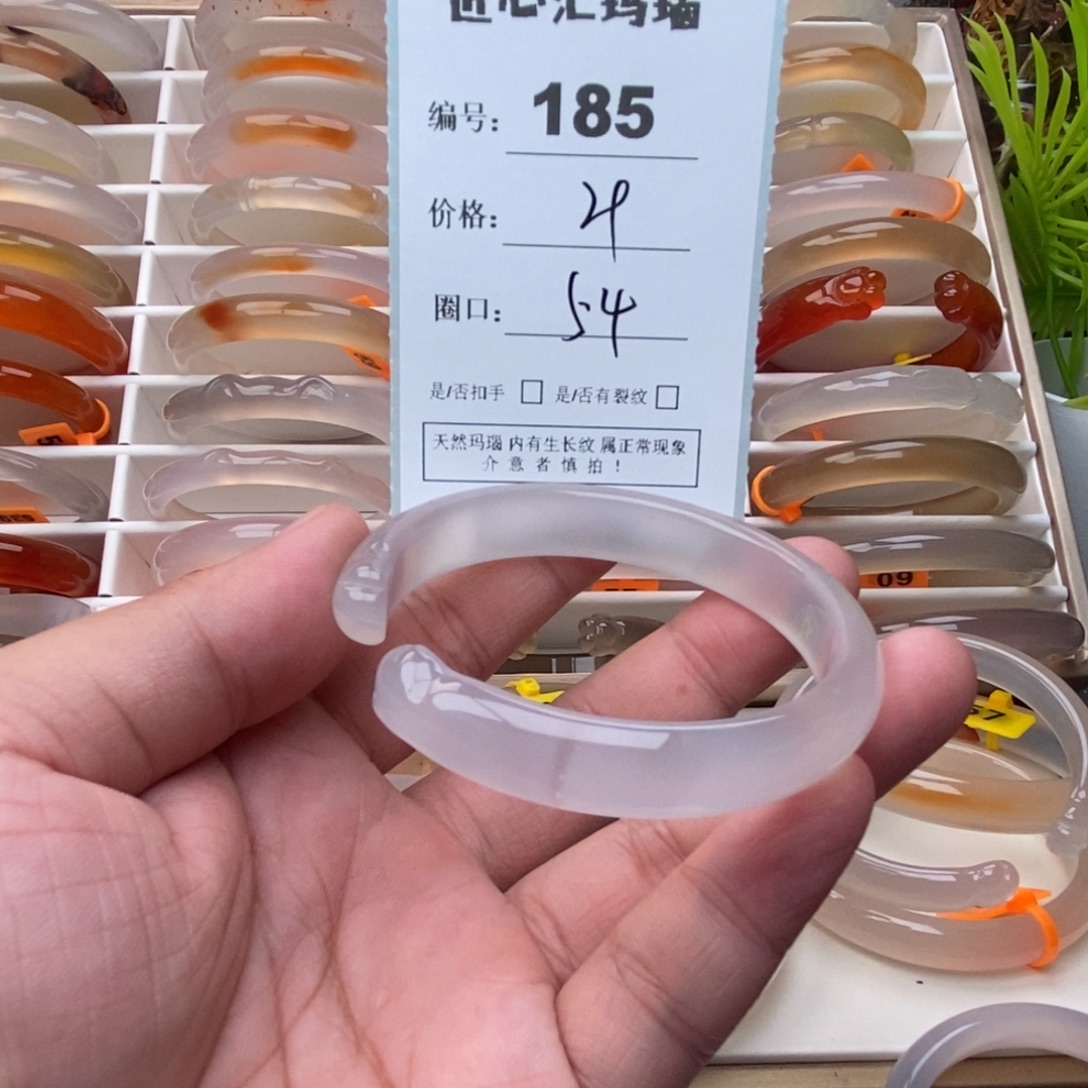 匠心汇玛瑙
编号: 185
价格:
圈口: 54
是/否扣手 □ 是/否有裂纹 □
天然玛瑙 内有生长纹 属正常现象
介意者慎拍!
09